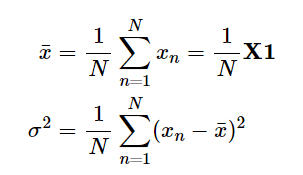 x̄ = 1/N ∑_{n=1}^{N} x_n = 1/N 𝐗𝟏
σ² = 1/N ∑_{n=1}^{N} (x_n − x̄)²